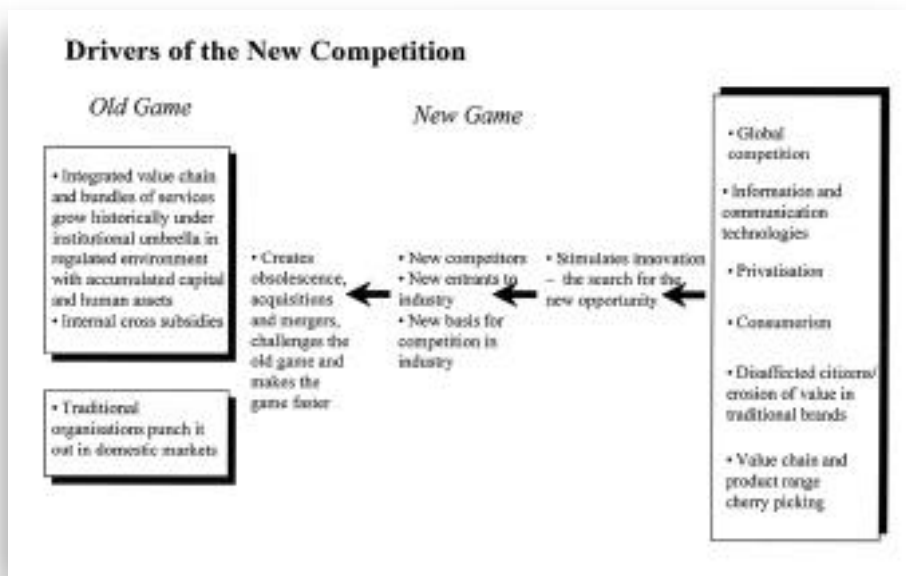 Drivers of the New Competition
Old Game
New Game
• Integrated value chain
and bundles of services
grow historically under
institutional umbrella in
regulated environment
with accumulated capital
and human assets
• Internal cross subsidies
• Traditional
organisations punch it
out in domestic markets
• Creates
obsolescence,
acquisitions
and mergers,
challenges the
old game and
makes the
game faster
• New competitors
• New entrants to
industry
• New basis for
competition in
industry
• Stimulates innovation
– the search for the
new opportunity
• Global
competition
• Information and
communication
technologies
• Privatisation
• Consumerism
• Disaffected citizens/
erosion of value in
traditional brands
• Value chain and
product range
cherry picking